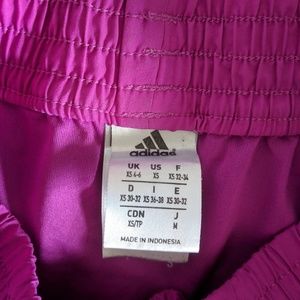 adidas
UK US F
XS 4-6 XS XS 32-34
D I E
XS 30-32 XS 36-38 XS 30-32
CDN J
XS/TP M
MADE IN INDONESIA